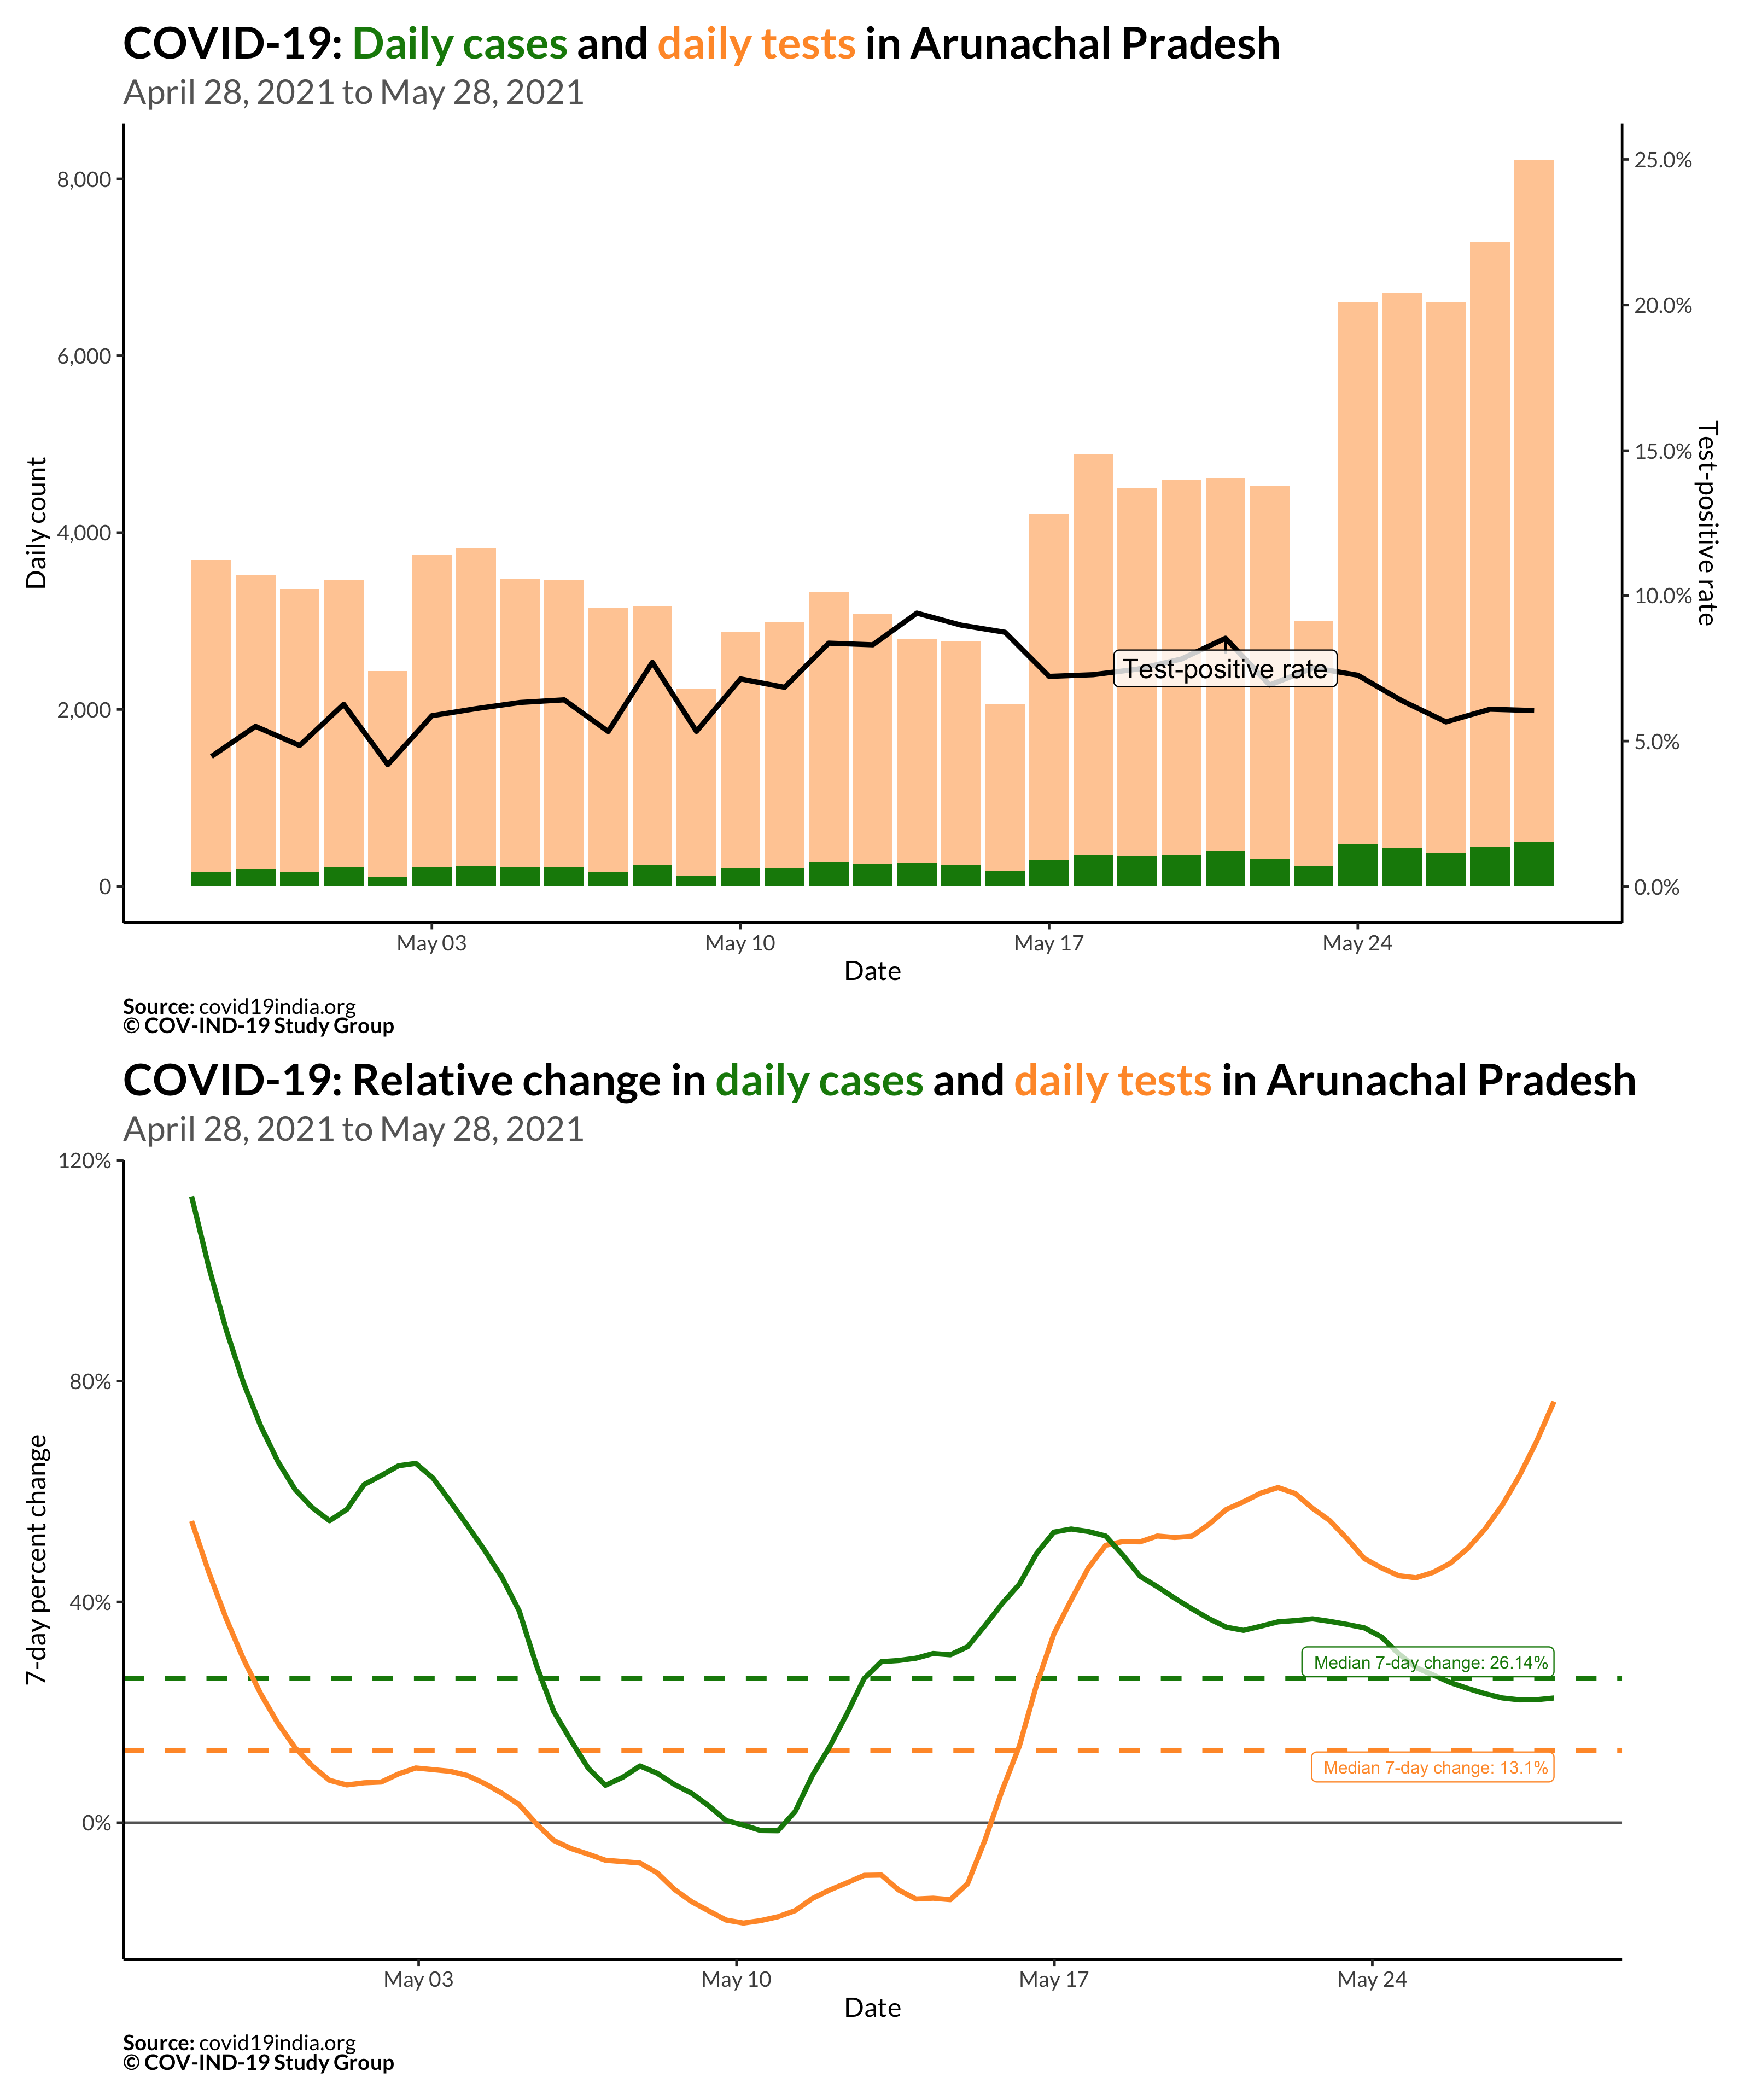 COVID-19: Daily cases and daily tests in Arunachal Pradesh
April 28, 2021 to May 28, 2021
8,000
6,000
4,000
2,000
0
Daily count
25.0%
20.0%
15.0%
10.0%
5.0%
0.0%
Test-positive rate
Test-positive rate
May 03
May 10
May 17
May 24
Date
Source: covid19india.org
© COV-IND-19 Study Group
COVID-19: Relative change in daily cases and daily tests in Arunachal Pradesh
April 28, 2021 to May 28, 2021
120%
80%
40%
0%
7-day percent change
Median 7-day change: 26.14%
Median 7-day change: 13.1%
May 03
May 10
May 17
May 24
Date
Source: covid19india.org
© COV-IND-19 Study Group